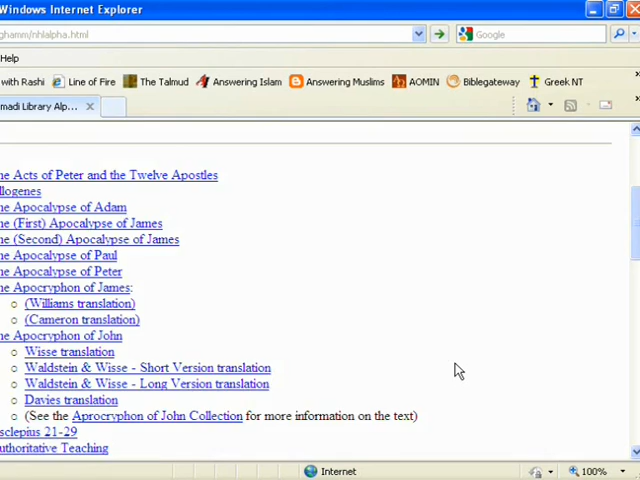 Windows Internet Explorer
ghamm/nhlalpha.html
Google
Help
with Rashi
Line of Fire
The Talmud
Answering Islam
Answering Muslims
AOMIN
Biblegateway
Greek NT
madi Library Alp...
he Acts of Peter and the Twelve Apostles
llogenes
he Apocalypse of Adam
he (First) Apocalypse of James
he (Second) Apocalypse of James
he Apocalypse of Paul
he Apocalypse of Peter
he Apocryphon of James:
(Williams translation)
(Cameron translation)
he Apocryphon of John
Wisse translation
Waldstein & Wisse - Short Version translation
Waldstein & Wisse - Long Version translation
Davies translation
(See the Aprocryphon of John Collection for more information on the text)
sclepius 21-29
uthoritative Teaching
Internet
100%